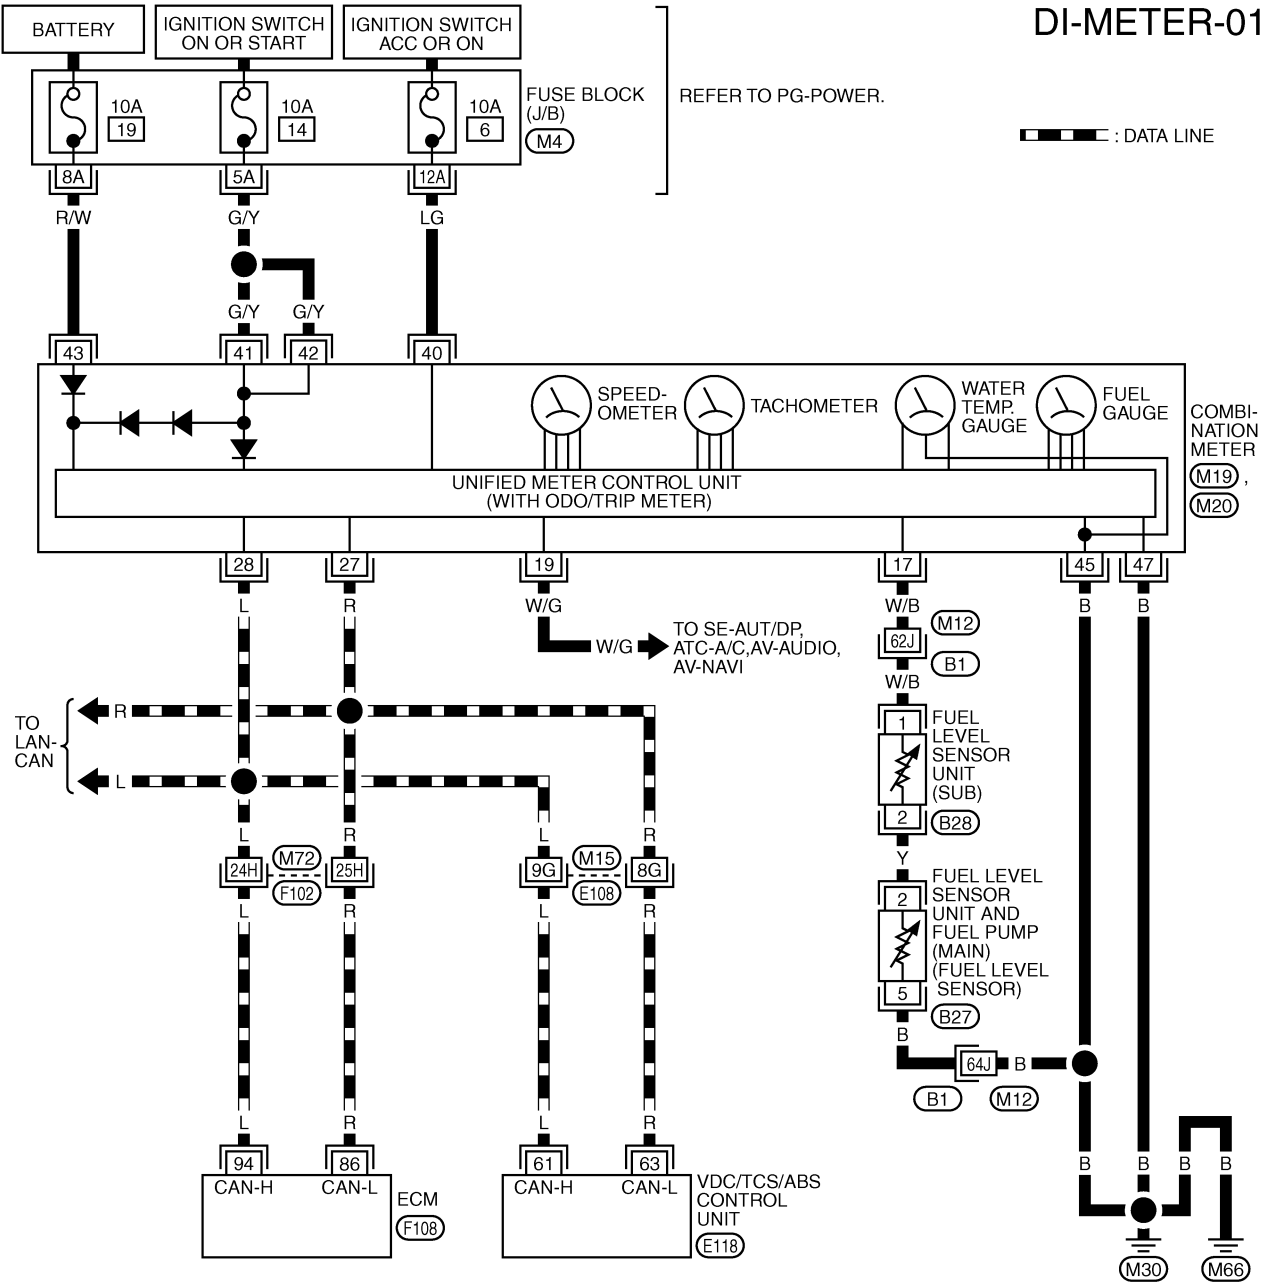 DI-METER-01
BATTERY
IGNITION SWITCH
ON OR START
IGNITION SWITCH
ACC OR ON
10A
19
10A
14
10A
6
FUSE BLOCK
(J/B)
M4
REFER TO PG-POWER.
: DATA LINE
8A
5A
12A
R/W
G/Y
LG
G/Y
G/Y
43
41
42
40
SPEED-
OMETER
TACHOMETER
WATER
TEMP.
GAUGE
FUEL
GAUGE
COMBI-
NATION
METER
M19 ,
M20
UNIFIED METER CONTROL UNIT
(WITH ODO/TRIP METER)
28
27
19
17
45
47
L
R
W/G
W/B
B
B
W/G
TO SE-AUT/DP,
ATC-A/C,AV-AUDIO,
AV-NAVI
M12
62J
B1
W/B
TO
LAN-
CAN
R
L
1
FUEL
LEVEL
SENSOR
UNIT
(SUB)
2
B28
Y
L
R
L
R
24H
M72
F102
25H
9G
M15
E108
8G
L
R
L
R
2
FUEL LEVEL
SENSOR
UNIT AND
FUEL PUMP
(MAIN)
(FUEL LEVEL
SENSOR)
5
B27
B
64J
B
B1
M12
L
R
L
R
94
86
61
63
CAN-H
CAN-L
ECM
F108
CAN-H
CAN-L
VDC/TCS/ABS
CONTROL
UNIT
E118
B
B
B
B
M30
M66